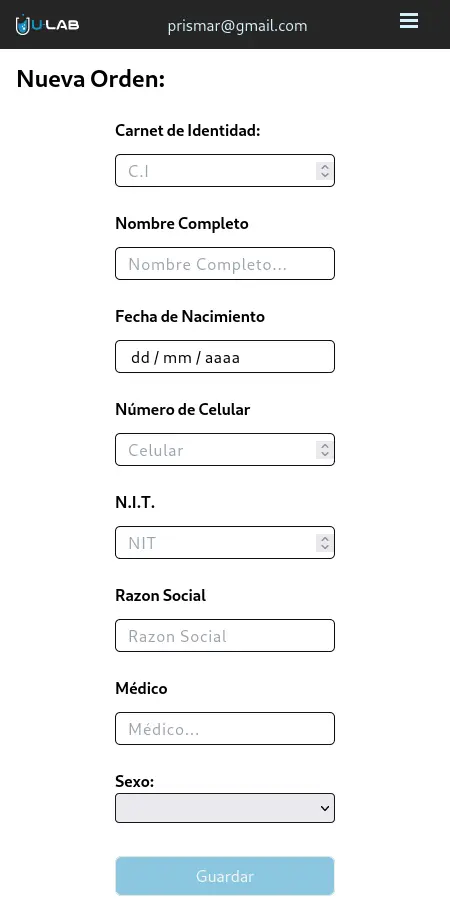 U-LAB
prismar@gmail.com
Nueva Orden:
Carnet de Identidad:
C.I
Nombre Completo
Nombre Completo...
Fecha de Nacimiento
dd / mm / aaaa
Número de Celular
Celular
N.I.T.
NIT
Razon Social
Razon Social
Médico
Médico...
Sexo:
Guardar